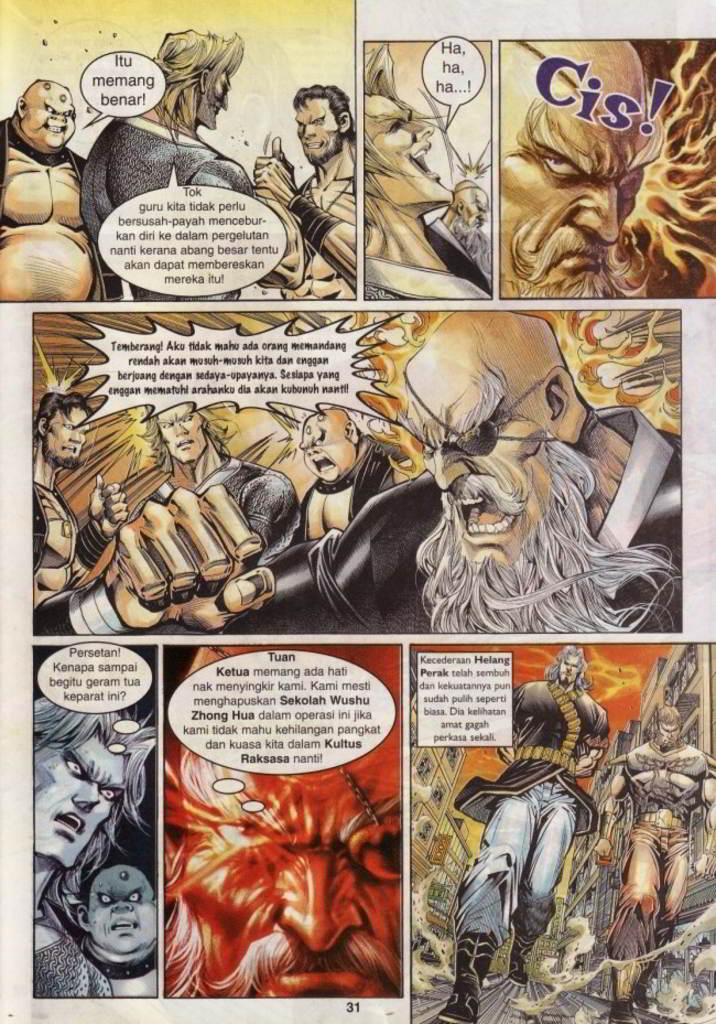 Itu
memang
benar!
Tok
guru kalian tidak perlu
bersusah-payah mencebur-
kan diri ke dalam pergelutan
nanti kerana abang besar tentu
akan dapat membereskan
mereka itu!
Ha,
ha,
ha...!
Cis!
Temberang! Aku tidak mahu ada orang memandang
rendah akan musuh-musuh kita dan enggan
berjuang dengan sedaya-upayanya. Sesiapa yang
enggan mematuhi arahanku dia akan kubunuh nanti!
Persetan!
Kenapa sampai
begitu geram tua
keparat ini?
Tuan
Ketua memang ada hati
nak menyingkir kami. Kami mesti
menghapuskan Sekolah Wushu
Zhong Hua dalam operasi ini jika
kami tidak mahu kehilangan pangkat
dan kuasa kita dalam Kultus
Raksasa nanti!
Kecederaan Helang
Perak telah sembuh
dan kekuatannya pun
sudah pulih seperti
biasa. Dia kelihatan
amat gagah
perkasa sekali.
31